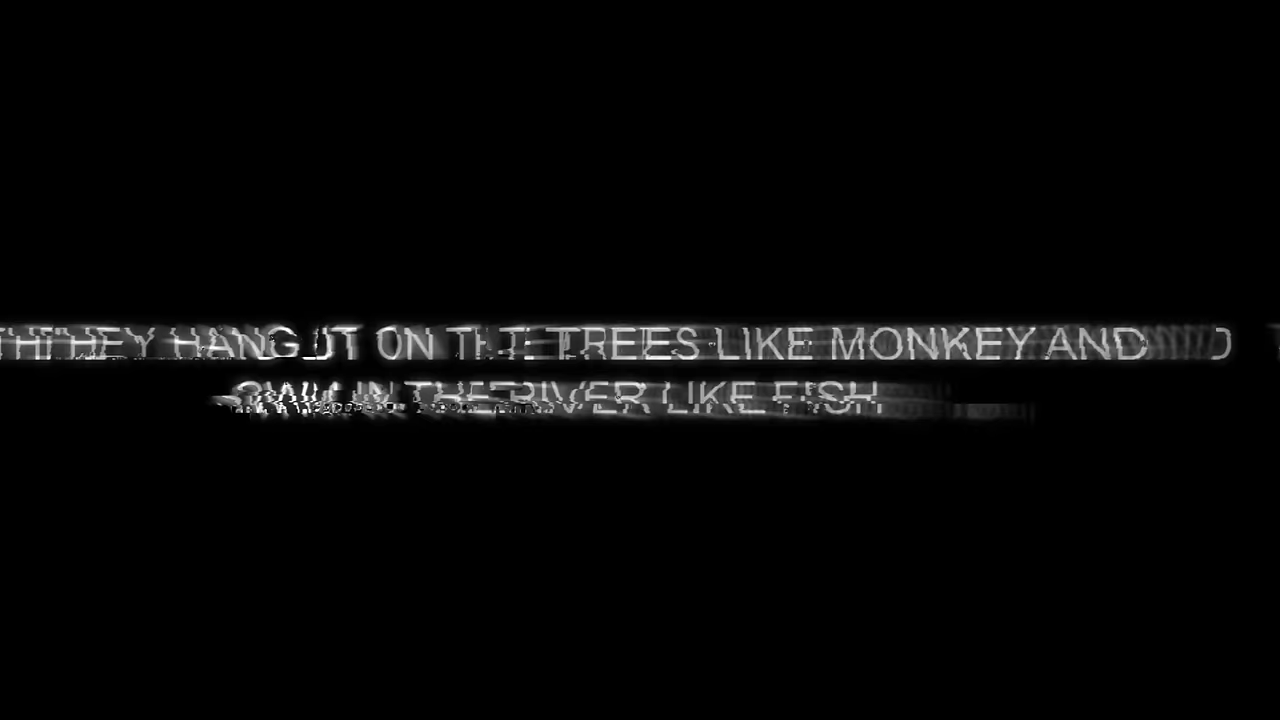 THEY HANG OUT ON THE TREES LIKE MONKEY AND
SWIM IN THE RIVER LIKE FISH